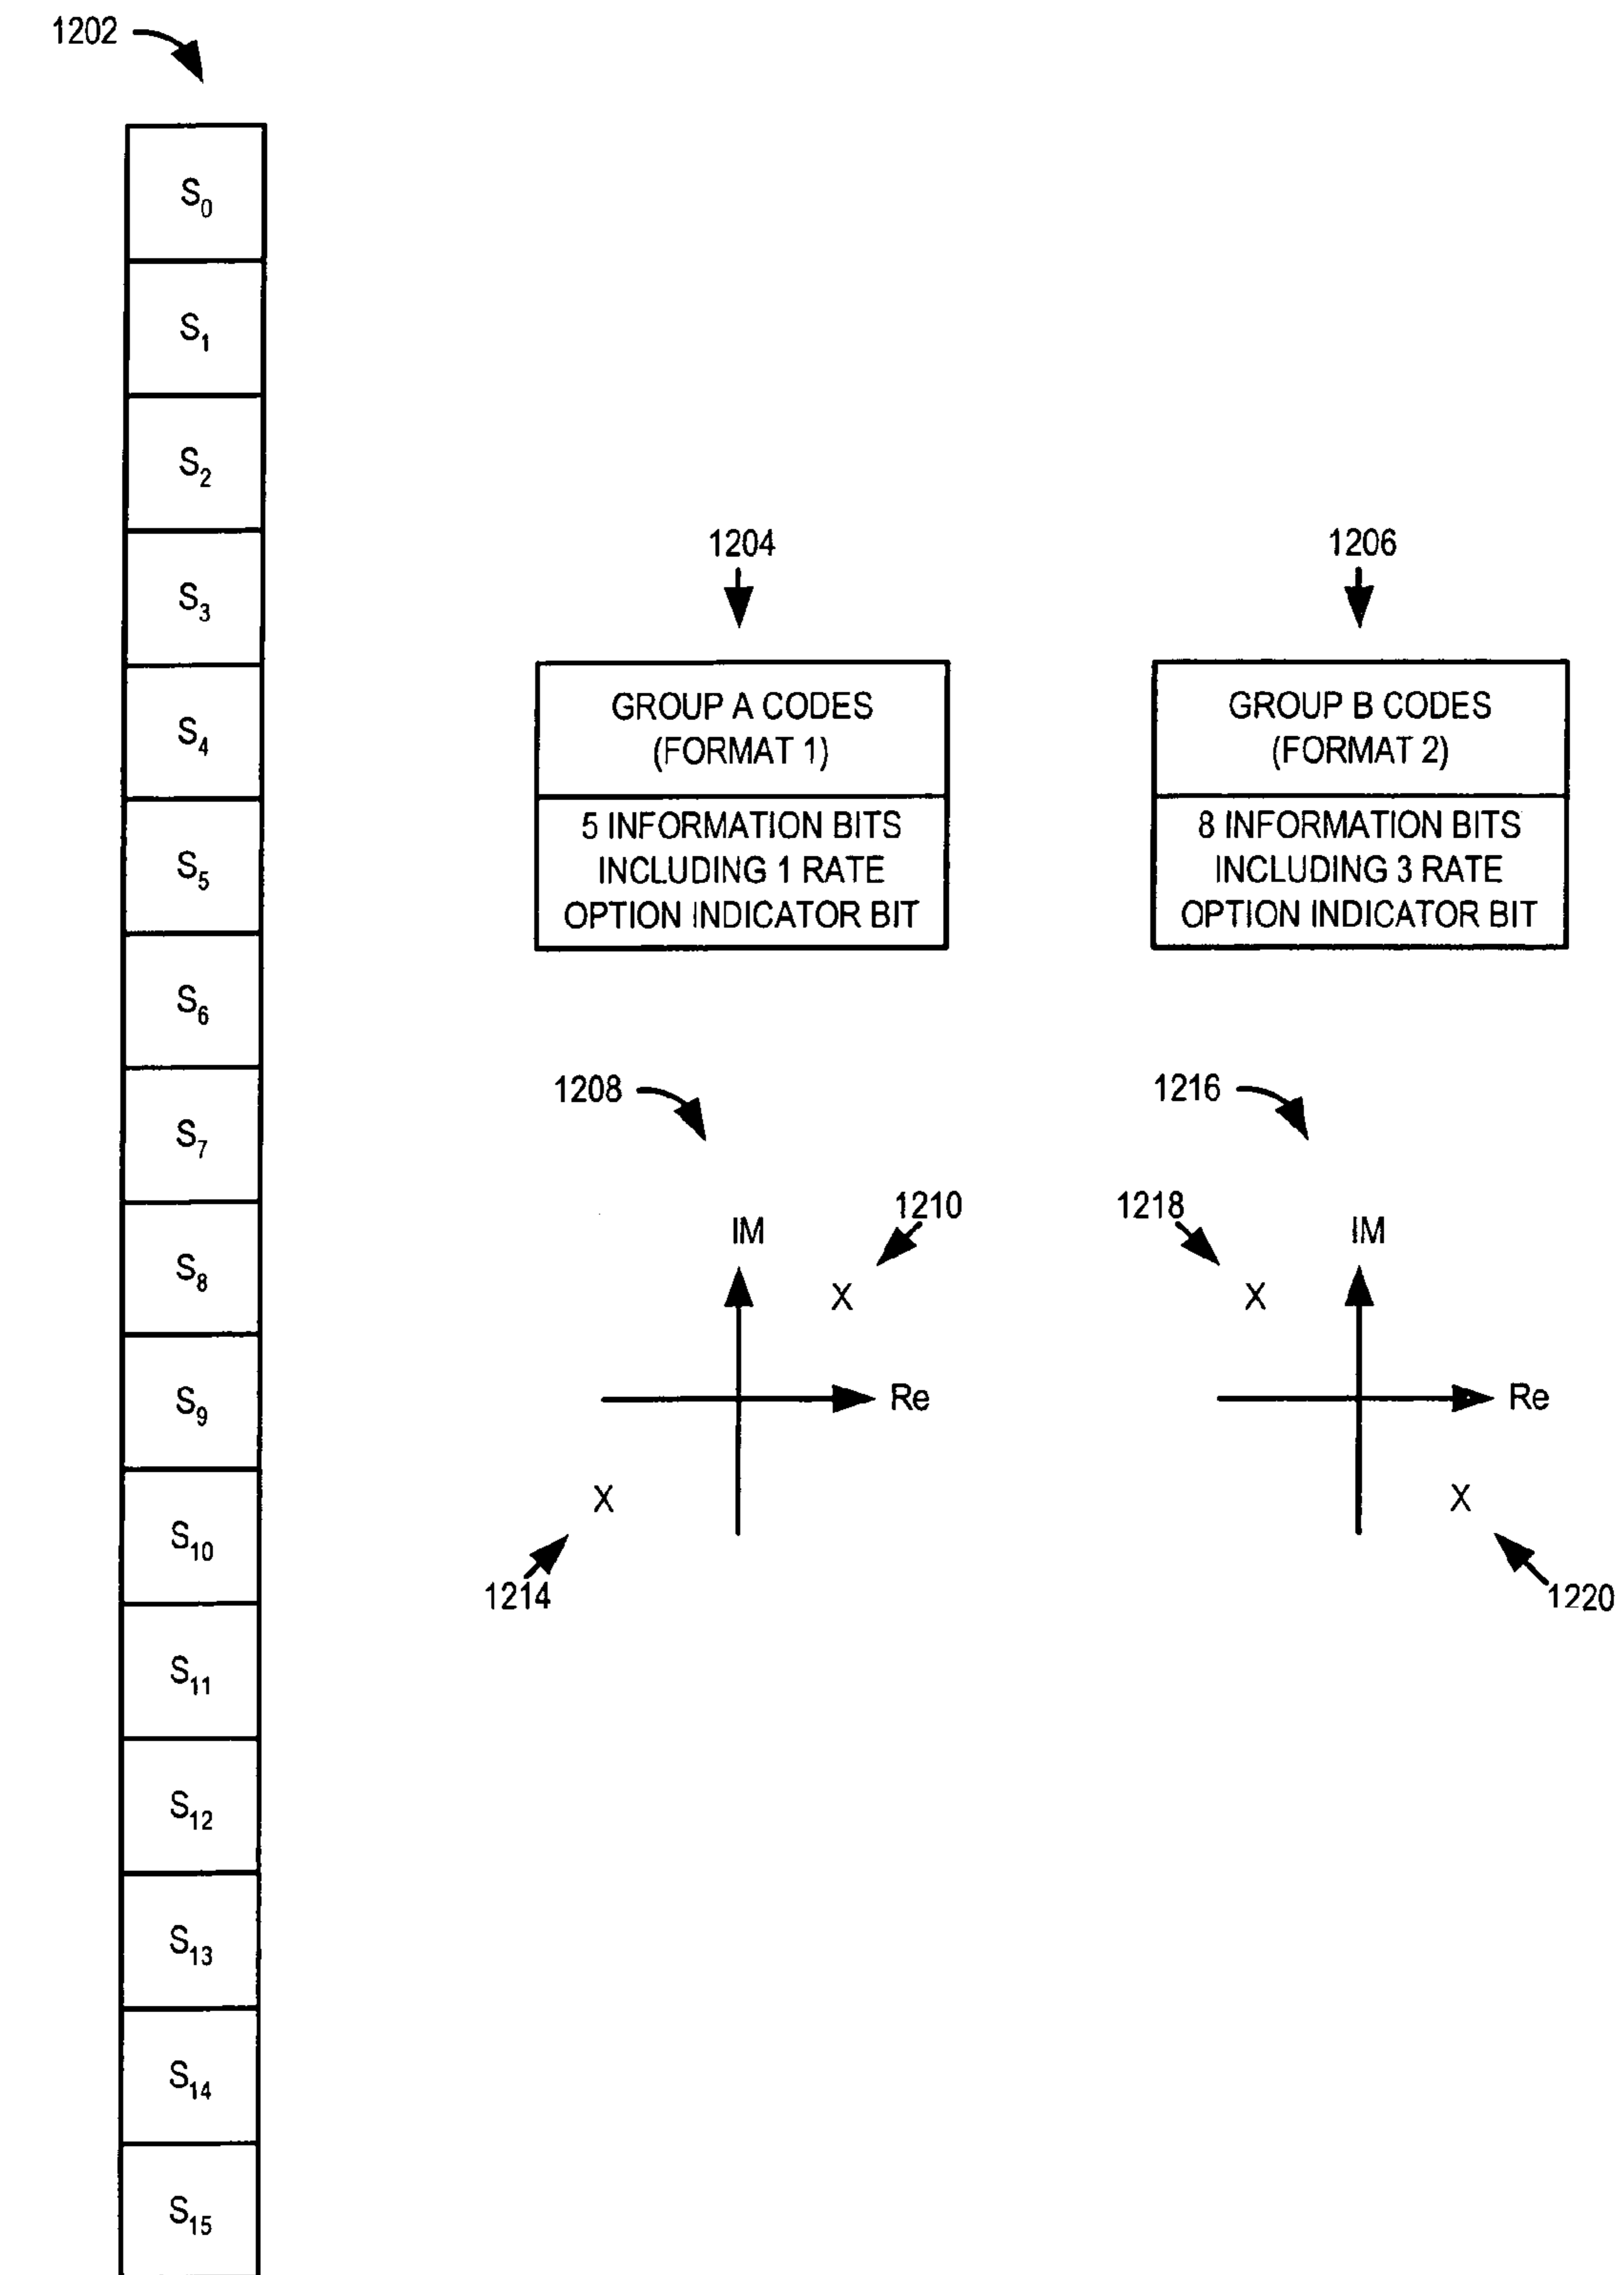 1202
S0
S1
S2
S3
S4
S5
S6
S7
S8
S9
S10
S11
S12
S13
S14
S15
1204
GROUP A CODES
(FORMAT 1)
5 INFORMATION BITS
INCLUDING 1 RATE
OPTION INDICATOR BIT
1206
GROUP B CODES
(FORMAT 2)
8 INFORMATION BITS
INCLUDING 3 RATE
OPTION INDICATOR BIT
1208
1210
IM
X
Re
X
1214
1216
1218
IM
X
Re
X
1220